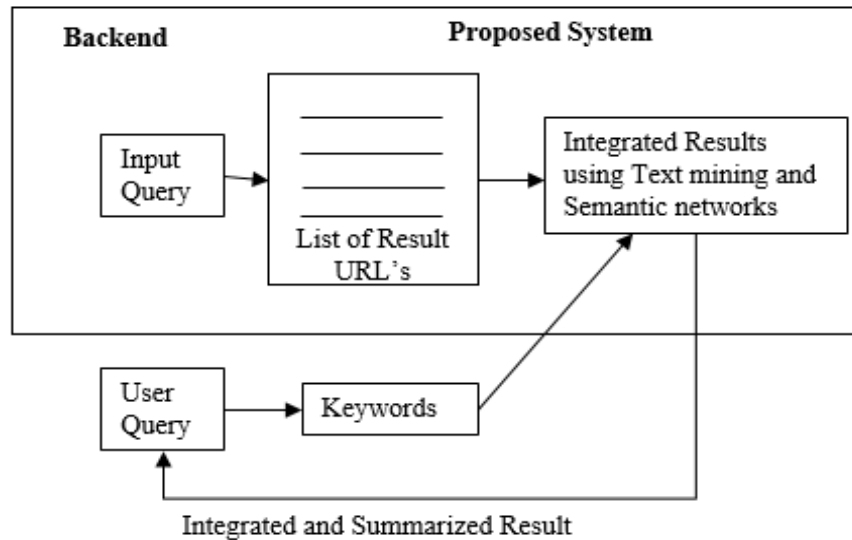 Backend
Proposed System
Input
Query
List of Result
URL's
Integrated Results
using Text mining and
Semantic networks
User
Query
Keywords
Integrated and Summarized Result